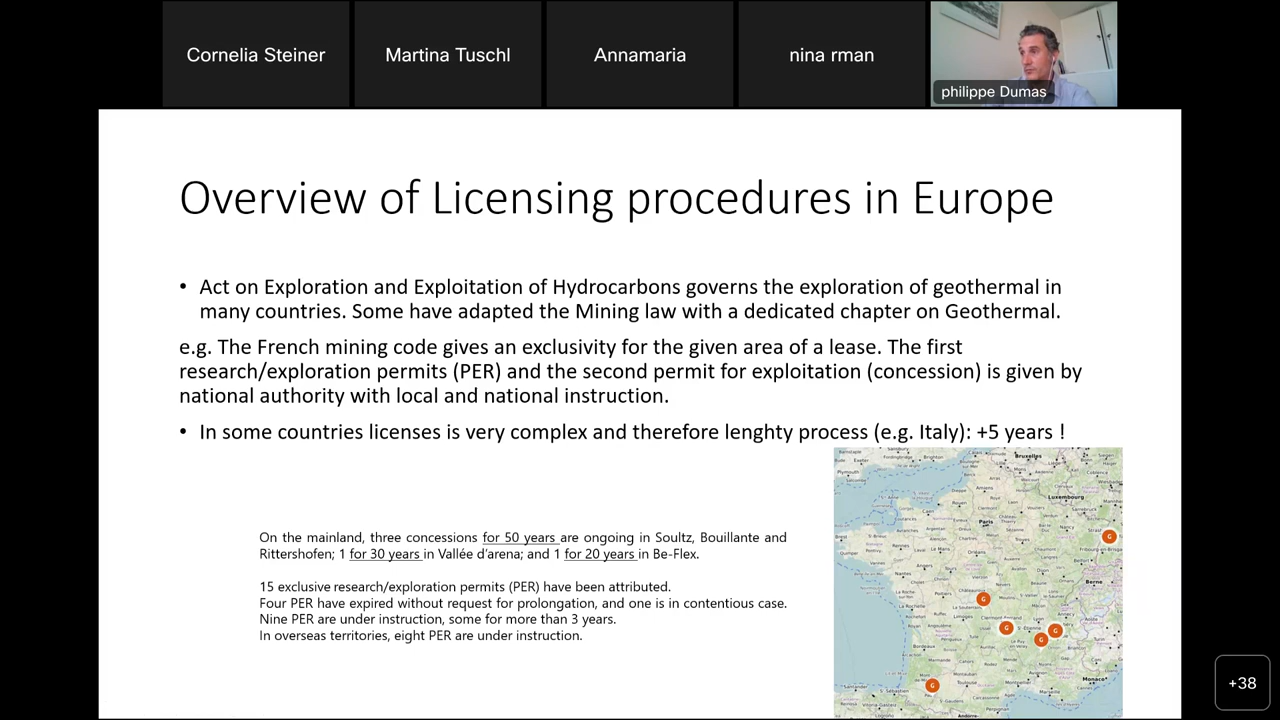 Cornelia Steiner
Martina Tuschl
Annamaria
nina rman
philippe Dumas
Overview of Licensing procedures in Europe
• Act on Exploration and Exploitation of Hydrocarbons governs the exploration of geothermal in
many countries. Some have adapted the Mining law with a dedicated chapter on Geothermal.
e.g. The French mining code gives an exclusivity for the given area of a lease. The first
research/exploration permits (PER) and the second permit for exploitation (concession) is given by
national authority with local and national instruction.
• In some countries licenses is very complex and therefore lenghty process (e.g. Italy): +5 years !
On the mainland, three concessions for 50 years are ongoing in Soultz, Bouillante and
Rittershofen; 1 for 30 years in Vallée d'arena; and 1 for 20 years in Be-Flex.
15 exclusive research/exploration permits (PER) have been attributed.
Four PER have expired without request for prolongation, and one is in contentious case.
Nine PER are under instruction, some for more than 3 years.
In overseas territories, eight PER are under instruction.
Bruxelles
Luxembourg
Paris
Berne
Monaco
Toulouse
Bordeaux
G
G
G
G
G
G
+38